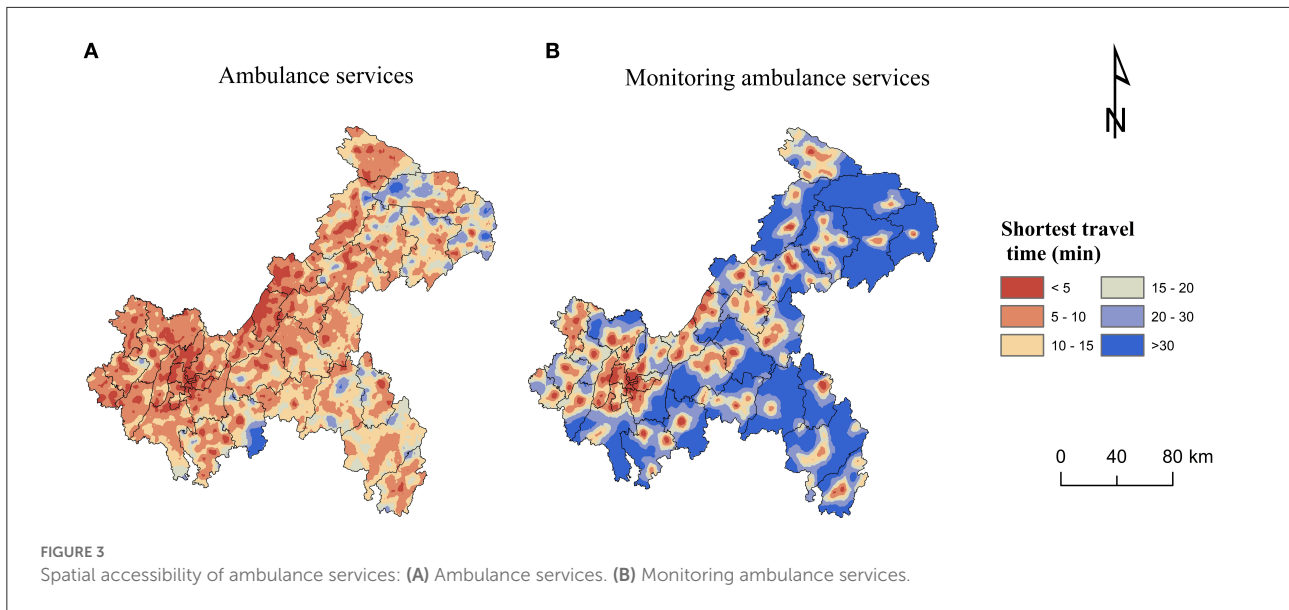 A
B
Ambulance services
Monitoring ambulance services
N
Shortest travel
time (min)
< 5
15 - 20
5 - 10
20 - 30
10 - 15
>30
0 40 80 km
FIGURE 3
Spatial accessibility of ambulance services: (A) Ambulance services. (B) Monitoring ambulance services.